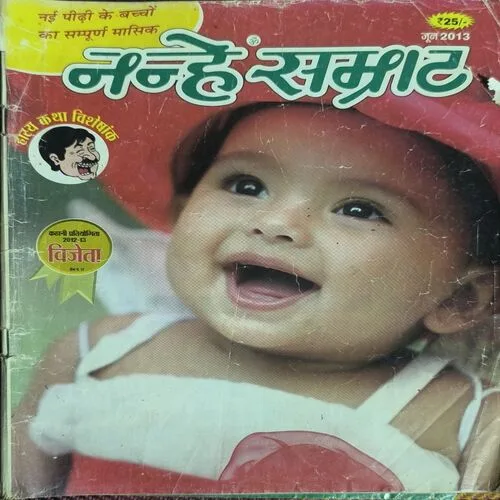 नई पीढ़ी के बच्चों
का सम्पूर्ण मासिक
₹25/-
जून 2013
ॐ
नन्हे सम्राट
हास्य कथा विशेषांक
कहानी प्रतियोगिता
2012-13
विजेता